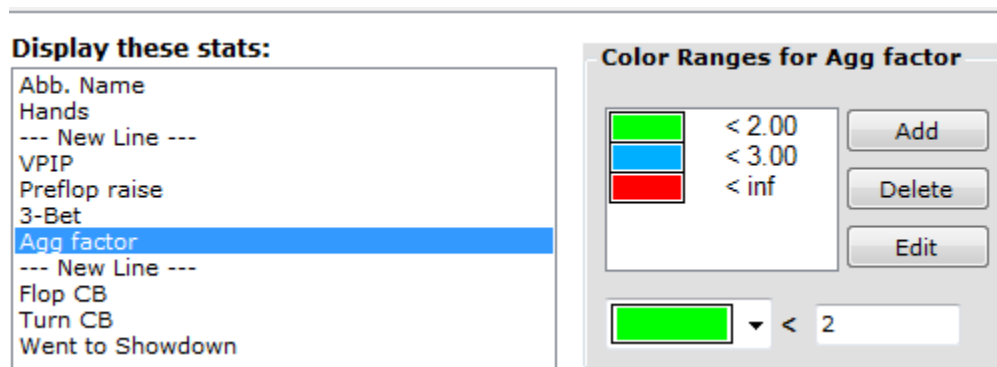 Display these stats:
Abb. Name
Hands
--- New Line ---
VPIP
Preflop raise
3-Bet
Agg factor
--- New Line ---
Flop CB
Turn CB
Went to Showdown
Color Ranges for Agg factor
< 2.00
< 3.00
< inf
Add
Delete
Edit
< 2